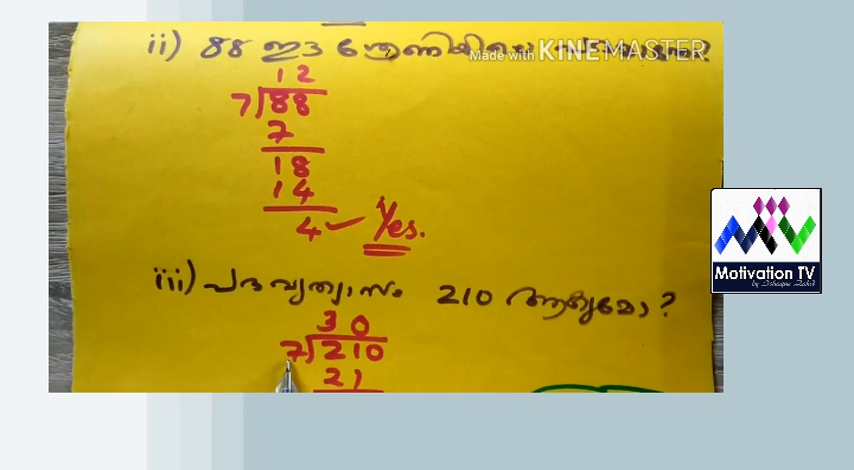 ii) 88 ഈ ശ്രേണിയിലെ
Made with KINEMASTER
12
7)88
7
18
14
4 ✓ Yes.
iii) പദവ്യത്യാസം 210 ആകുമോ?
30
7)210
21
Motivation TV